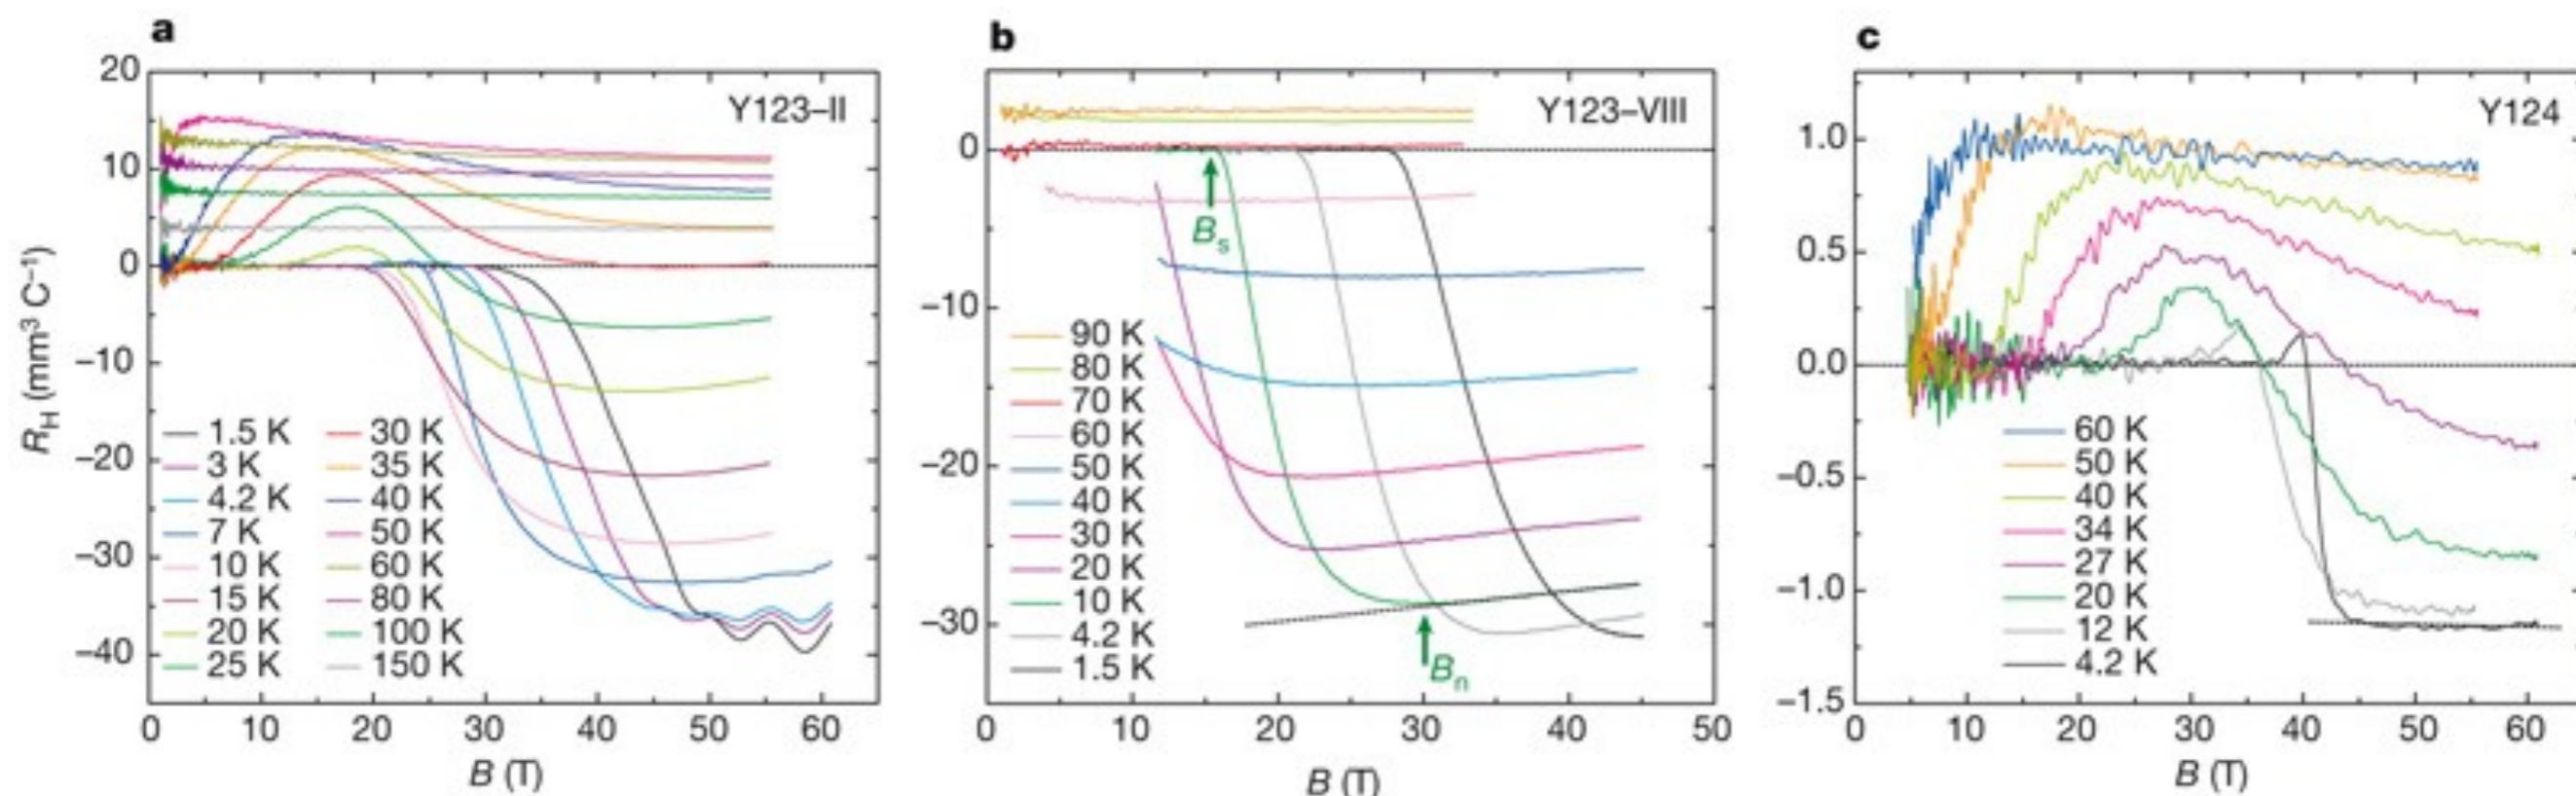 a
20
10
0
−10
−20
−30
−40
R_H (mm³ C⁻¹)
Y123–II
1.5 K 30 K
3 K 35 K
4.2 K 40 K
7 K 50 K
10 K 60 K
15 K 80 K
20 K 100 K
25 K 150 K
0 10 20 30 40 50 60
B (T)
b
0
−10
−20
−30
Y123–VIII
B_s
90 K
80 K
70 K
60 K
50 K
40 K
30 K
20 K
10 K
4.2 K
1.5 K
B_n
0 10 20 30 40 50
B (T)
c
1.0
0.5
0.0
−0.5
−1.0
−1.5
Y124
60 K
50 K
40 K
34 K
27 K
20 K
12 K
4.2 K
0 10 20 30 40 50 60
B (T)